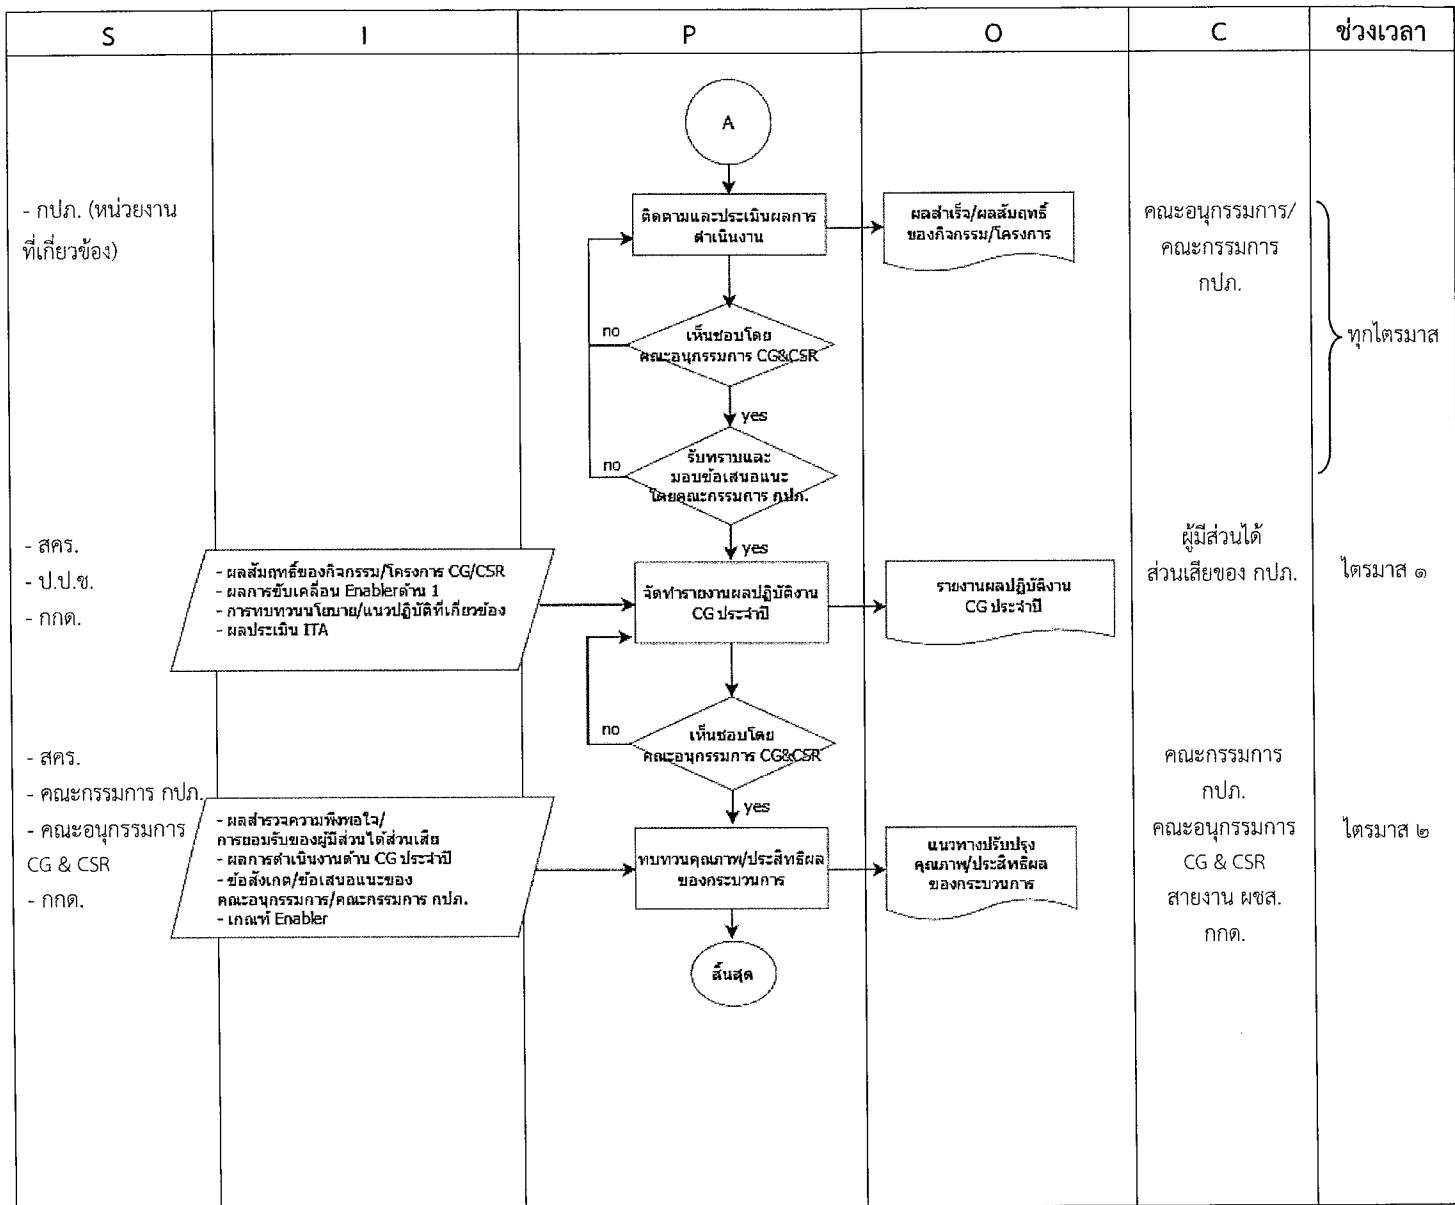 S
I
P
O
C
ช่วงเวลา
A
- กปภ. (หน่วยงาน
ที่เกี่ยวข้อง)
ติดตามและประเมินผลการ
ดำเนินงาน
ผลสำเร็จ/ผลสัมฤทธิ์
ของกิจกรรม/โครงการ
คณะอนุกรรมการ/
คณะกรรมการ
กปภ.
ทุกไตรมาส
no
เห็นชอบโดย
คณะอนุกรรมการ CG&CSR
yes
no
รับทราบและ
มอบข้อเสนอแนะ
โดยคณะกรรมการ กปภ.
yes
- สคร.
- ป.ป.ช.
- กกด.
- ผลสัมฤทธิ์ของกิจกรรม/โครงการ CG/CSR
- ผลการขับเคลื่อน Enablerด้าน 1
- การทบทวนนโยบาย/แนวปฏิบัติที่เกี่ยวข้อง
- ผลประเมิน ITA
จัดทำรายงานผลปฏิบัติงาน
CG ประจำปี
รายงานผลปฏิบัติงาน
CG ประจำปี
ผู้มีส่วนได้
ส่วนเสียของ กปภ.
ไตรมาส ๑
no
เห็นชอบโดย
คณะอนุกรรมการ CG&CSR
yes
- สคร.
- คณะกรรมการ กปภ.
- คณะอนุกรรมการ
CG & CSR
- กกด.
- ผลสำรวจความพึงพอใจ/
การยอมรับของผู้มีส่วนได้ส่วนเสีย
- ผลการดำเนินงานด้าน CG ประจำปี
- ข้อสังเกต/ข้อเสนอแนะของ
คณะอนุกรรมการ/คณะกรรมการ กปภ.
- เกณฑ์ Enabler
ทบทวนคุณภาพ/ประสิทธิผล
ของกระบวนการ
แนวทางปรับปรุง
คุณภาพ/ประสิทธิผล
ของกระบวนการ
คณะกรรมการ
กปภ.
คณะอนุกรรมการ
CG & CSR
สายงาน ผชส.
กกด.
ไตรมาส ๒
สิ้นสุด